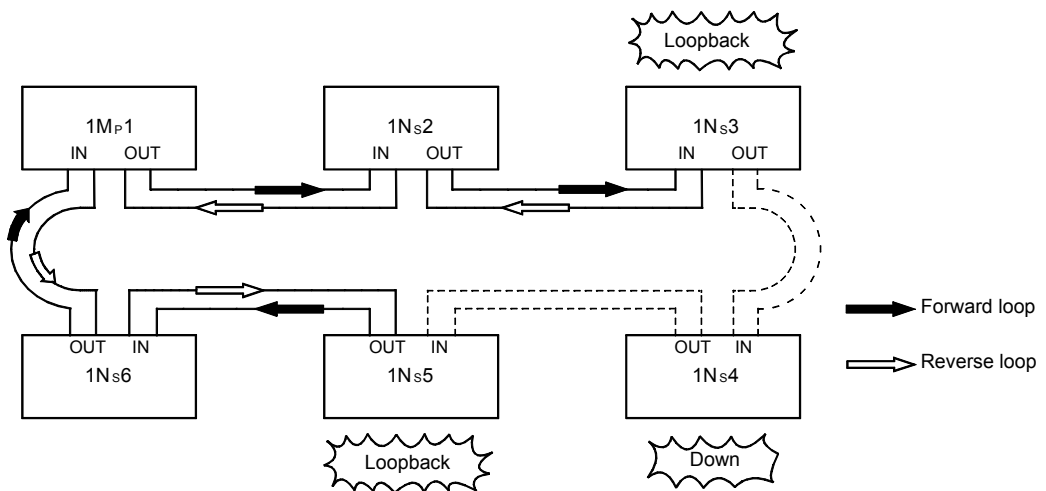 Loopback
1MP1
IN OUT
1NS2
IN OUT
1NS3
IN OUT
Forward loop
Reverse loop
OUT IN
1NS6
OUT IN
1NS5
OUT IN
1NS4
Loopback
Down